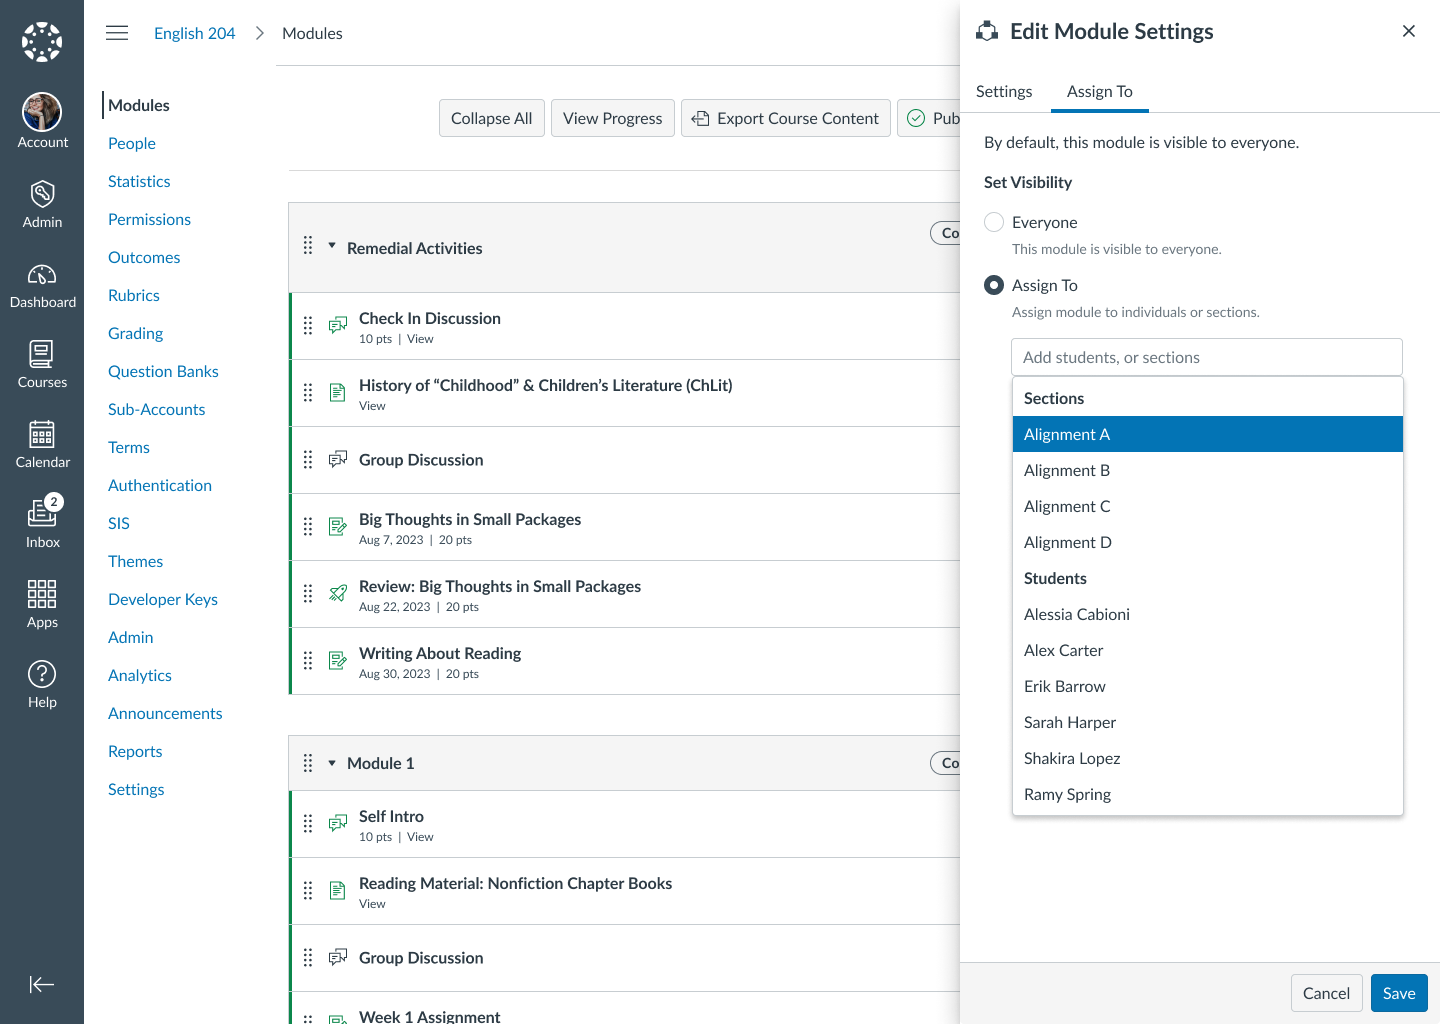 Account
Admin
Dashboard
Courses
Calendar
2
Inbox
Apps
Help
English 204 Modules
Modules
People
Statistics
Permissions
Outcomes
Rubrics
Grading
Question Banks
Sub-Accounts
Terms
Authentication
SIS
Themes
Developer Keys
Admin
Analytics
Announcements
Reports
Settings
Collapse All View Progress Export Course Content Pub
Remedial Activities Co
Check In Discussion
10 pts | View
History of “Childhood” & Children’s Literature (ChLit)
View
Group Discussion
Big Thoughts in Small Packages
Aug 7, 2023 | 20 pts
Review: Big Thoughts in Small Packages
Aug 22, 2023 | 20 pts
Writing About Reading
Aug 30, 2023 | 20 pts
Module 1 Co
Self Intro
10 pts | View
Reading Material: Nonfiction Chapter Books
View
Group Discussion
Week 1 Assignment
Edit Module Settings
Settings Assign To
By default, this module is visible to everyone.
Set Visibility
Everyone
This module is visible to everyone.
Assign To
Assign module to individuals or sections.
Add students, or sections
Sections
Alignment A
Alignment B
Alignment C
Alignment D
Students
Alessia Cabioni
Alex Carter
Erik Barrow
Sarah Harper
Shakira Lopez
Ramy Spring
Cancel Save